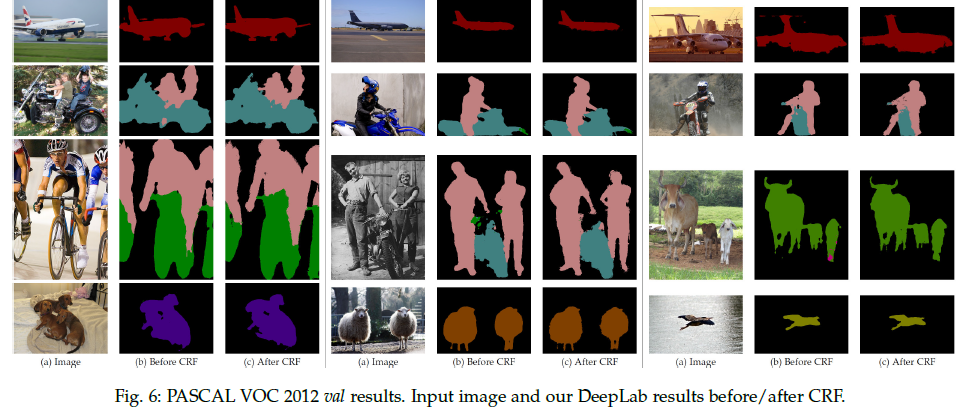 (a) Image (b) Before CRF (c) After CRF (a) Image (b) Before CRF (c) After CRF (a) Image (b) Before CRF (c) After CRF
Fig. 6: PASCAL VOC 2012 val results. Input image and our DeepLab results before/after CRF.